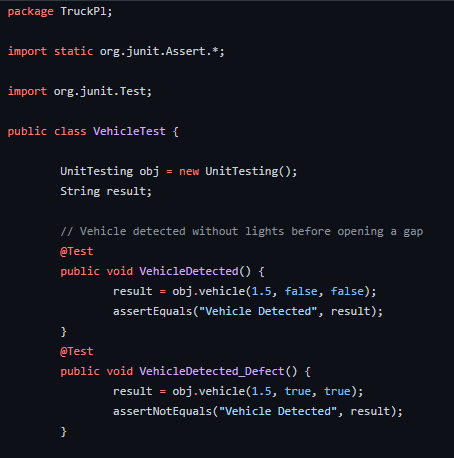 package TruckPl;
import static org.junit.Assert.*;
import org.junit.Test;
public class VehicleTest {
UnitTesting obj = new UnitTesting();
String result;
// Vehicle detected without lights before opening a gap
@Test
public void VehicleDetected() {
result = obj.vehicle(1.5, false, false);
assertEquals("Vehicle Detected", result);
}
@Test
public void VehicleDetected_Defect() {
result = obj.vehicle(1.5, true, true);
assertNotEquals("Vehicle Detected", result);
}